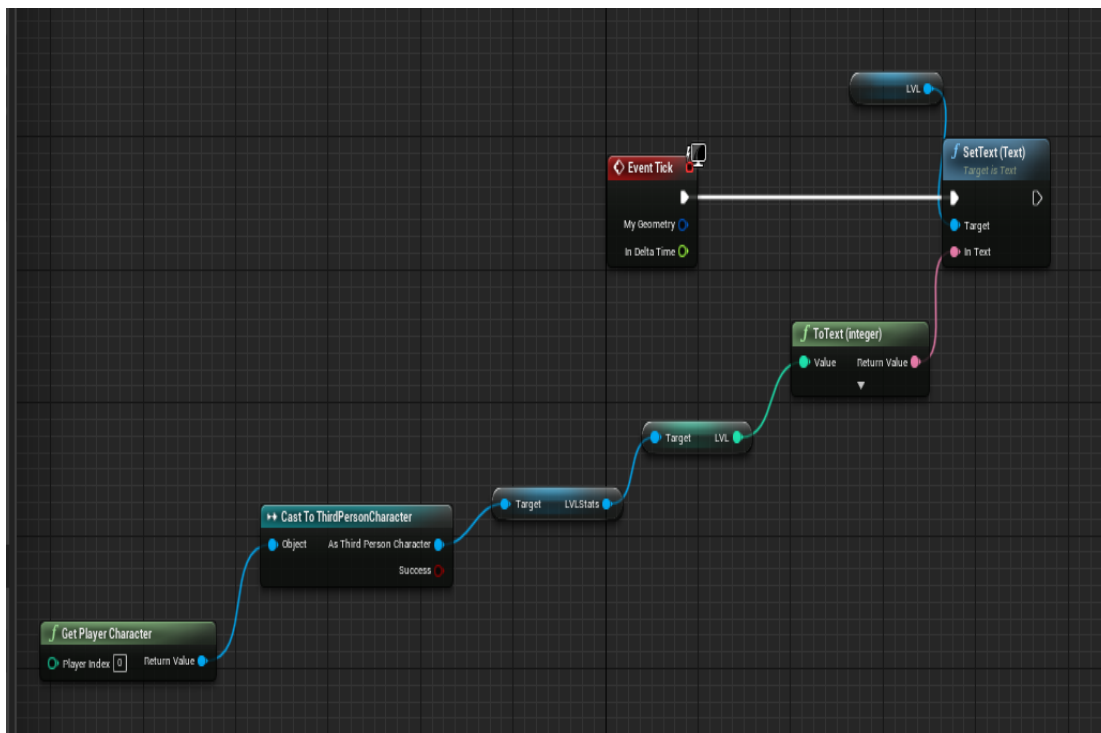 LVL
f SetText (Text)
Target is Text
Target
In Text
Event Tick
My Geometry
In Delta Time
f ToText (integer)
Value Return Value
Target LVL
Target LVLStats
Cast To ThirdPersonCharacter
Object As Third Person Character
Success
f Get Player Character
Player Index 0 Return Value